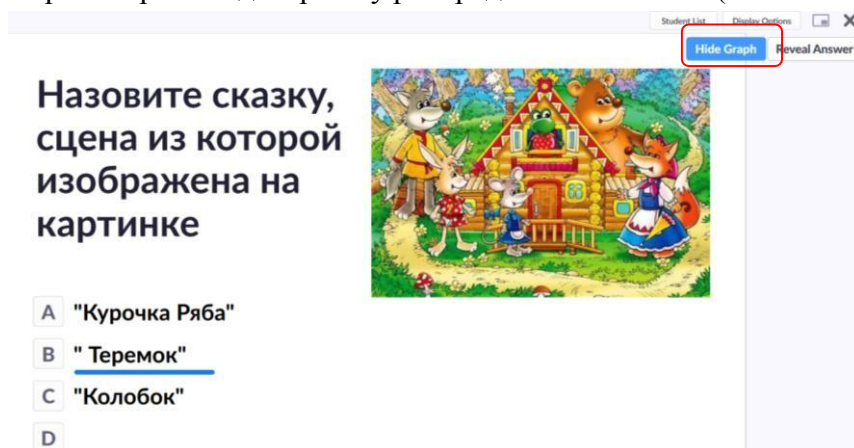 Student List Display Options
Hide Graph Reveal Answer
Назовите сказку,
сцена из которой
изображена на
картинке
A "Курочка Ряба"
B " Теремок"
C "Колобок"
D